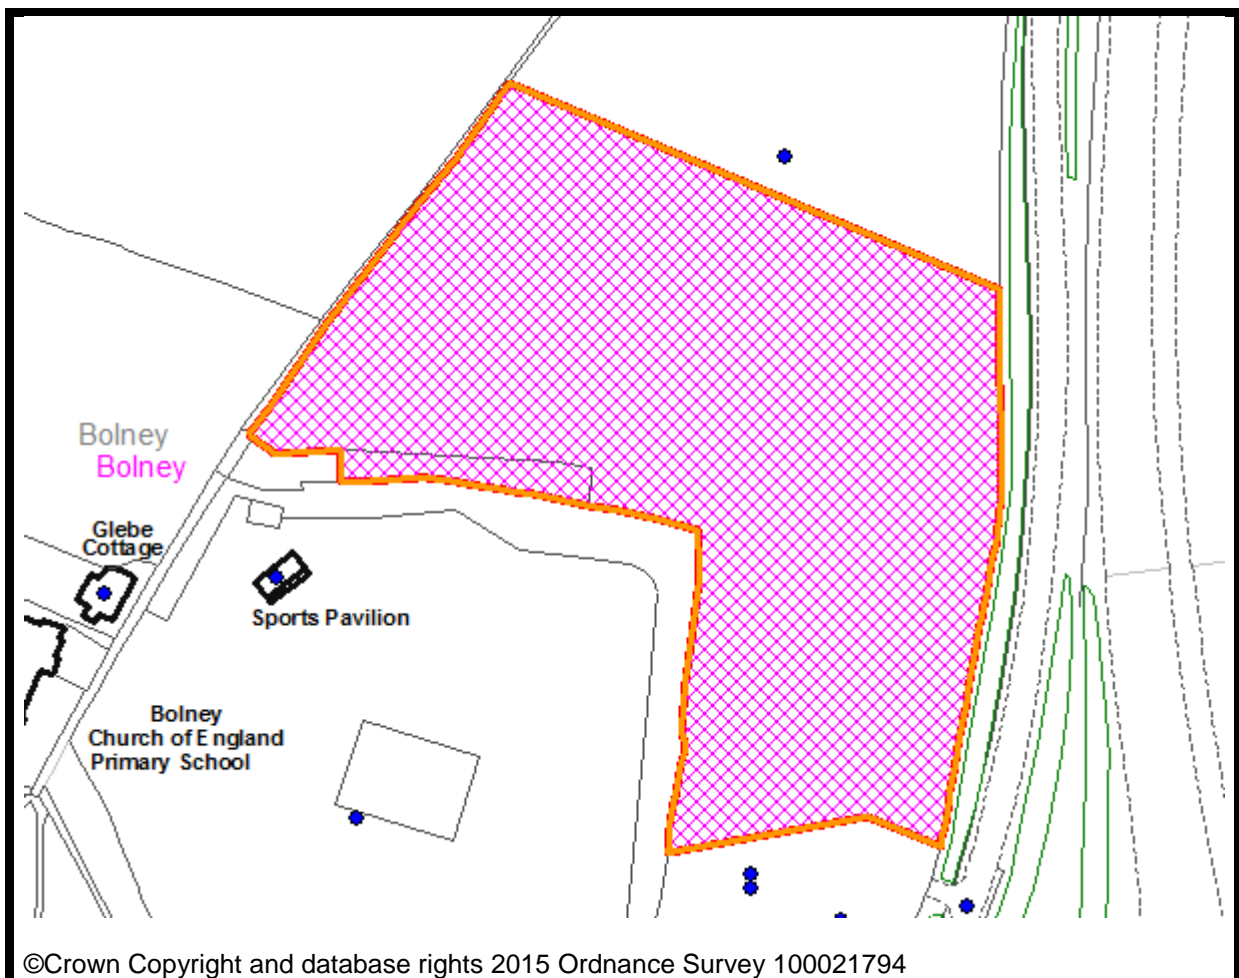 Bolney
Bolney
Glebe
Cottage
Sports Pavilion
Bolney
Church of England
Primary School
©Crown Copyright and database rights 2015 Ordnance Survey 100021794